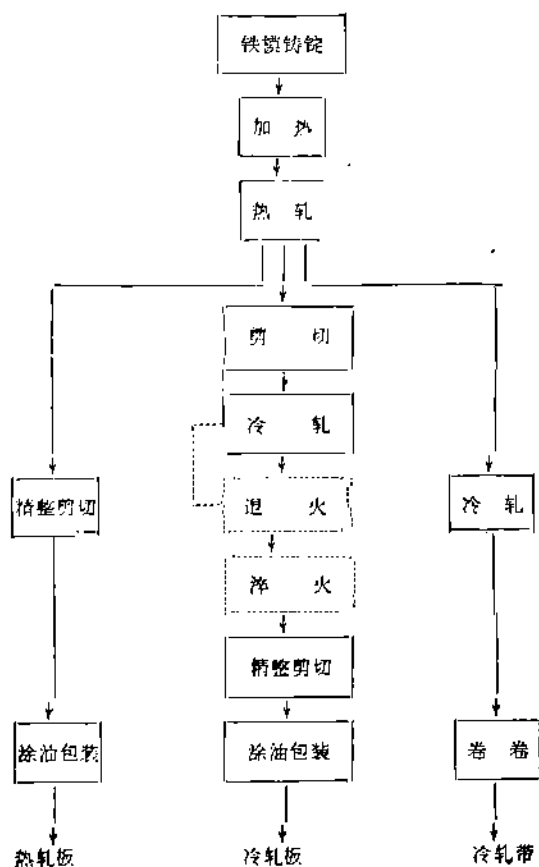 铁模铸锭
加热
热轧
剪切
冷轧
精整剪切
退火
冷轧
淬火
精整剪切
涂油包装
涂油包装
卷卷
热轧板
冷轧板
冷轧带